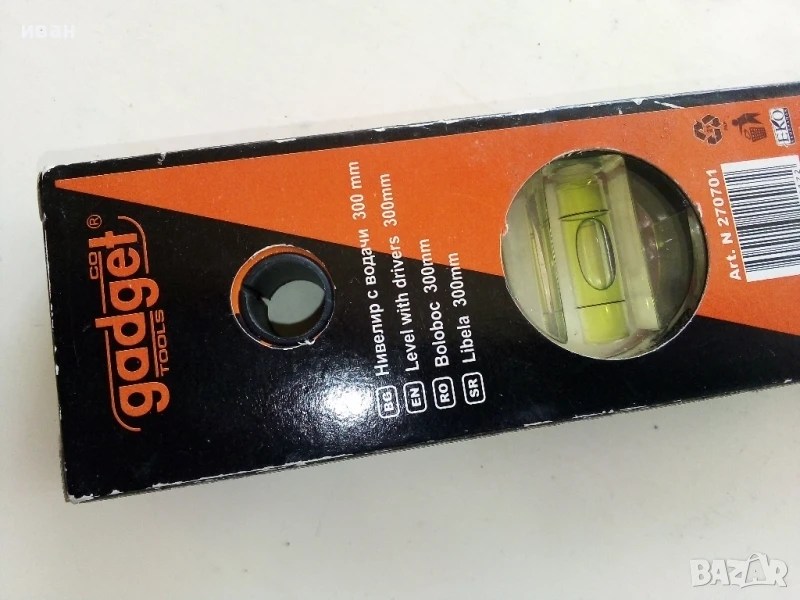 иван
gadget®
CO
TOOLS
BG Нивелир с водачи 300 mm
EN Level with drivers 300mm
RO Boloboc 300mm
SR Libela 300mm
EKO
Art. N 270701
BAZAR